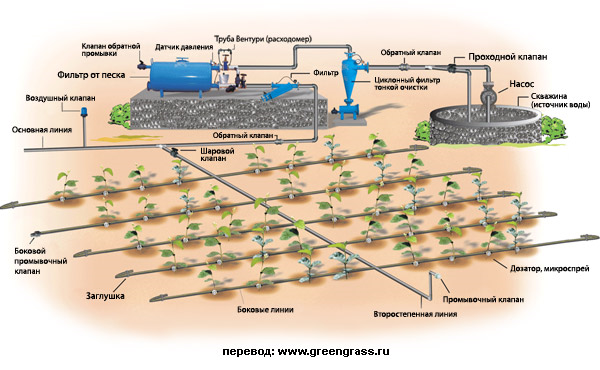 Клапан обратной
промывки
Датчик давления
Труба Вентури (расходомер)
Обратный клапан
Проходной клапан
Фильтр от песка
Фильтр
Циклонный фильтр
тонкой очистки
Насос
Воздушный клапан
Скважина
(источник воды)
Основная линия
Обратный клапан
Шаровой
клапан
Боковой
промывочный
клапан
Дозатор, микроспрей
Заглушка
Боковые линии
Промывочный клапан
Второстепенная линия
перевод: www.greengrass.ru